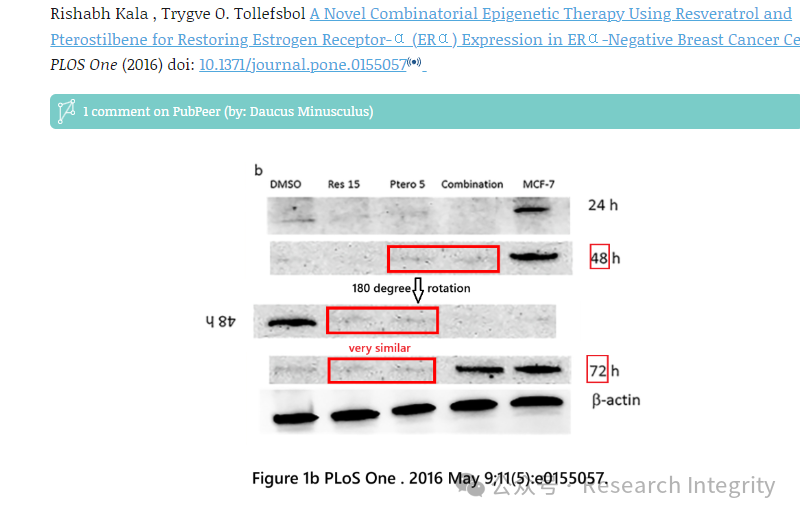 Rishabh Kala , Trygve O. Tollefsbol A Novel Combinatorial Epigenetic Therapy Using Resveratrol and
Pterostilbene for Restoring Estrogen Receptor-α (ERα) Expression in ERα-Negative Breast Cancer Ce
PLOS One (2016) doi: 10.1371/journal.pone.0155057
1 comment on PubPeer (by: Daucus Minusculus)
b
DMSO Res 15 Ptero 5 Combination MCF-7
24 h
48 h
180 degree rotation
48 h
very similar
72 h
β-actin
Figure 1b PLoS One . 2016 May 9;11(5):e0155057.
公众号 · Research Integrity